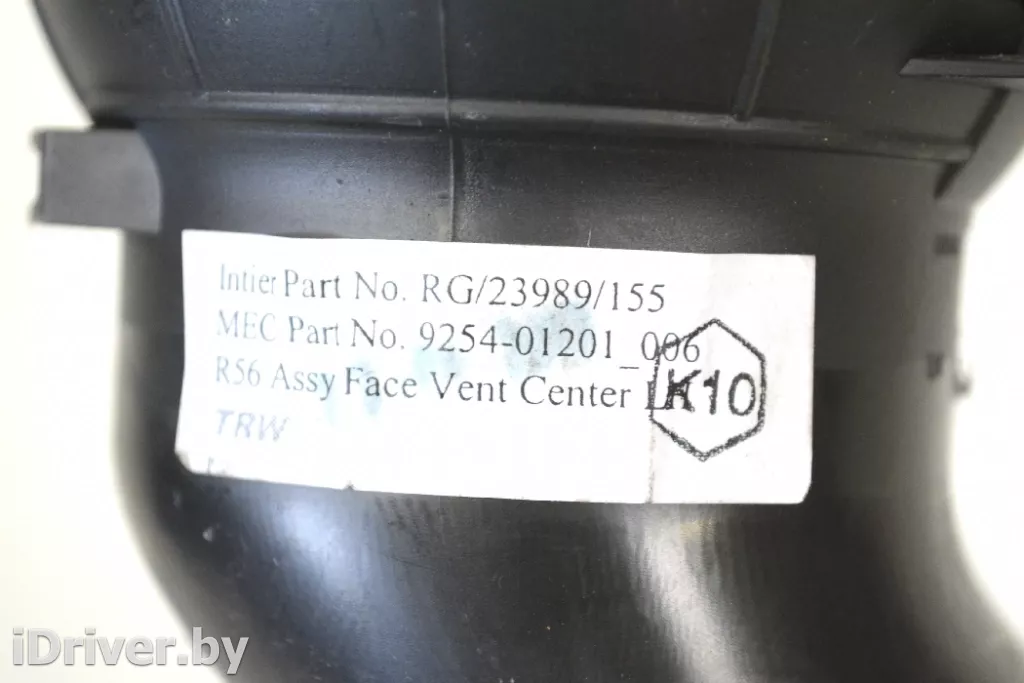 Intier Part No. RG/23989/155
MEC Part No. 9254-01201_006
R56 Assy Face Vent Center
K10
TRW
iDriver.by